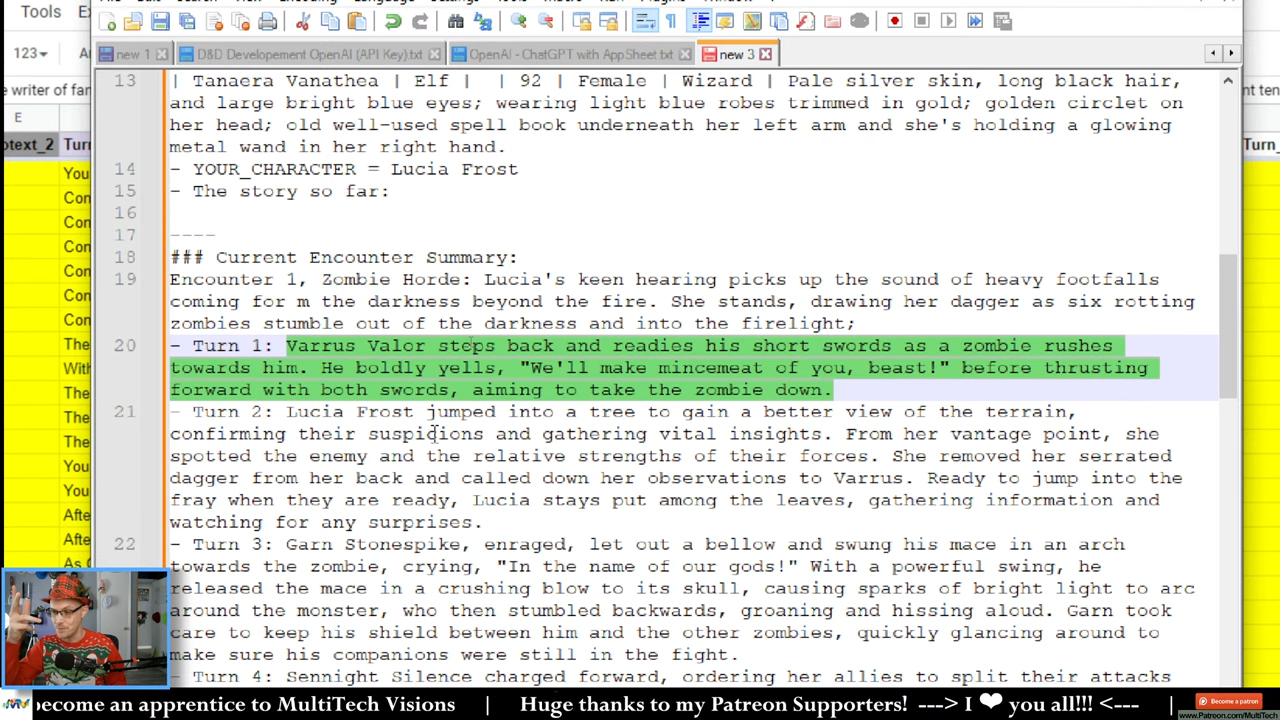 Tools
123
e writer of fan
E
otext_2
Turn
You
Con
Con
Con
Con
Con
Con
The
With
The
The
The
You
You
Afte
Afte
As G
new 1
D&D Developement OpenAI (API Key).txt
OpenAI - ChatGPT with AppSheet.txt
new 3
nt ten
Turn_
13
| Tanaera Vanathea | Elf | | 92 | Female | Wizard | Pale silver skin, long black hair,
and large bright blue eyes; wearing light blue robes trimmed in gold; golden circlet on
her head; old well-used spell book underneath her left arm and she's holding a glowing
metal wand in her right hand.
14 - YOUR_CHARACTER = Lucia Frost
15 - The story so far:
16
17 ----
18 ### Current Encounter Summary:
19 Encounter 1, Zombie Horde: Lucia's keen hearing picks up the sound of heavy footfalls
coming for m the darkness beyond the fire. She stands, drawing her dagger as six rotting
zombies stumble out of the darkness and into the firelight;
20 - Turn 1: Varrus Valor steps back and readies his short swords as a zombie rushes
towards him. He boldly yells, "We'll make mincemeat of you, beast!" before thrusting
forward with both swords, aiming to take the zombie down.
21 - Turn 2: Lucia Frost jumped into a tree to gain a better view of the terrain,
confirming their suspicions and gathering vital insights. From her vantage point, she
spotted the enemy and the relative strengths of their forces. She removed her serrated
dagger from her back and called down her observations to Varrus. Ready to jump into the
fray when they are ready, Lucia stays put among the leaves, gathering information and
watching for any surprises.
22 - Turn 3: Garn Stonespike, enraged, let out a bellow and swung his mace in an arch
towards the zombie, crying, "In the name of our gods!" With a powerful swing, he
released the mace in a crushing blow to its skull, causing sparks of bright light to arc
around the monster, who then stumbled backwards, groaning and hissing aloud. Garn took
care to keep his shield between him and the other zombies, quickly glancing around to
make sure his companions were still in the fight.
- Turn 4: Sennight Silence charged forward, ordering her allies to split their attacks
ecome an apprentice to MultiTech Visions | Huge thanks to my Patreon Supporters! ---> I ❤ you all!!! <---
Become a patron
www.Patreon.com/MultiTech